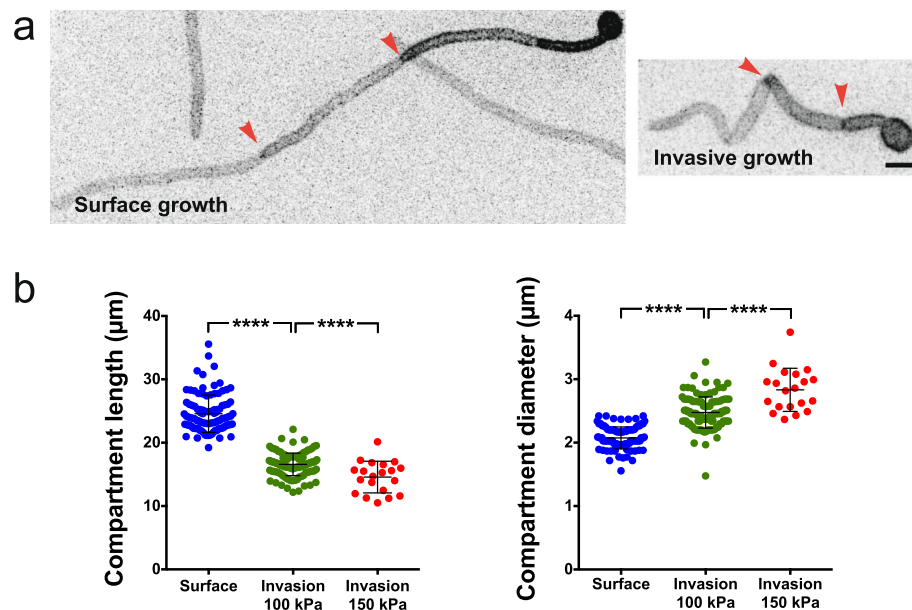 a
Surface growth
Invasive growth
b
Compartment length (µm)
40
30
20
10
0
**** ****
Surface
Invasion
100 kPa
Invasion
150 kPa
Compartment diameter (µm)
4
3
2
1
0
**** ****
Surface
Invasion
100 kPa
Invasion
150 kPa